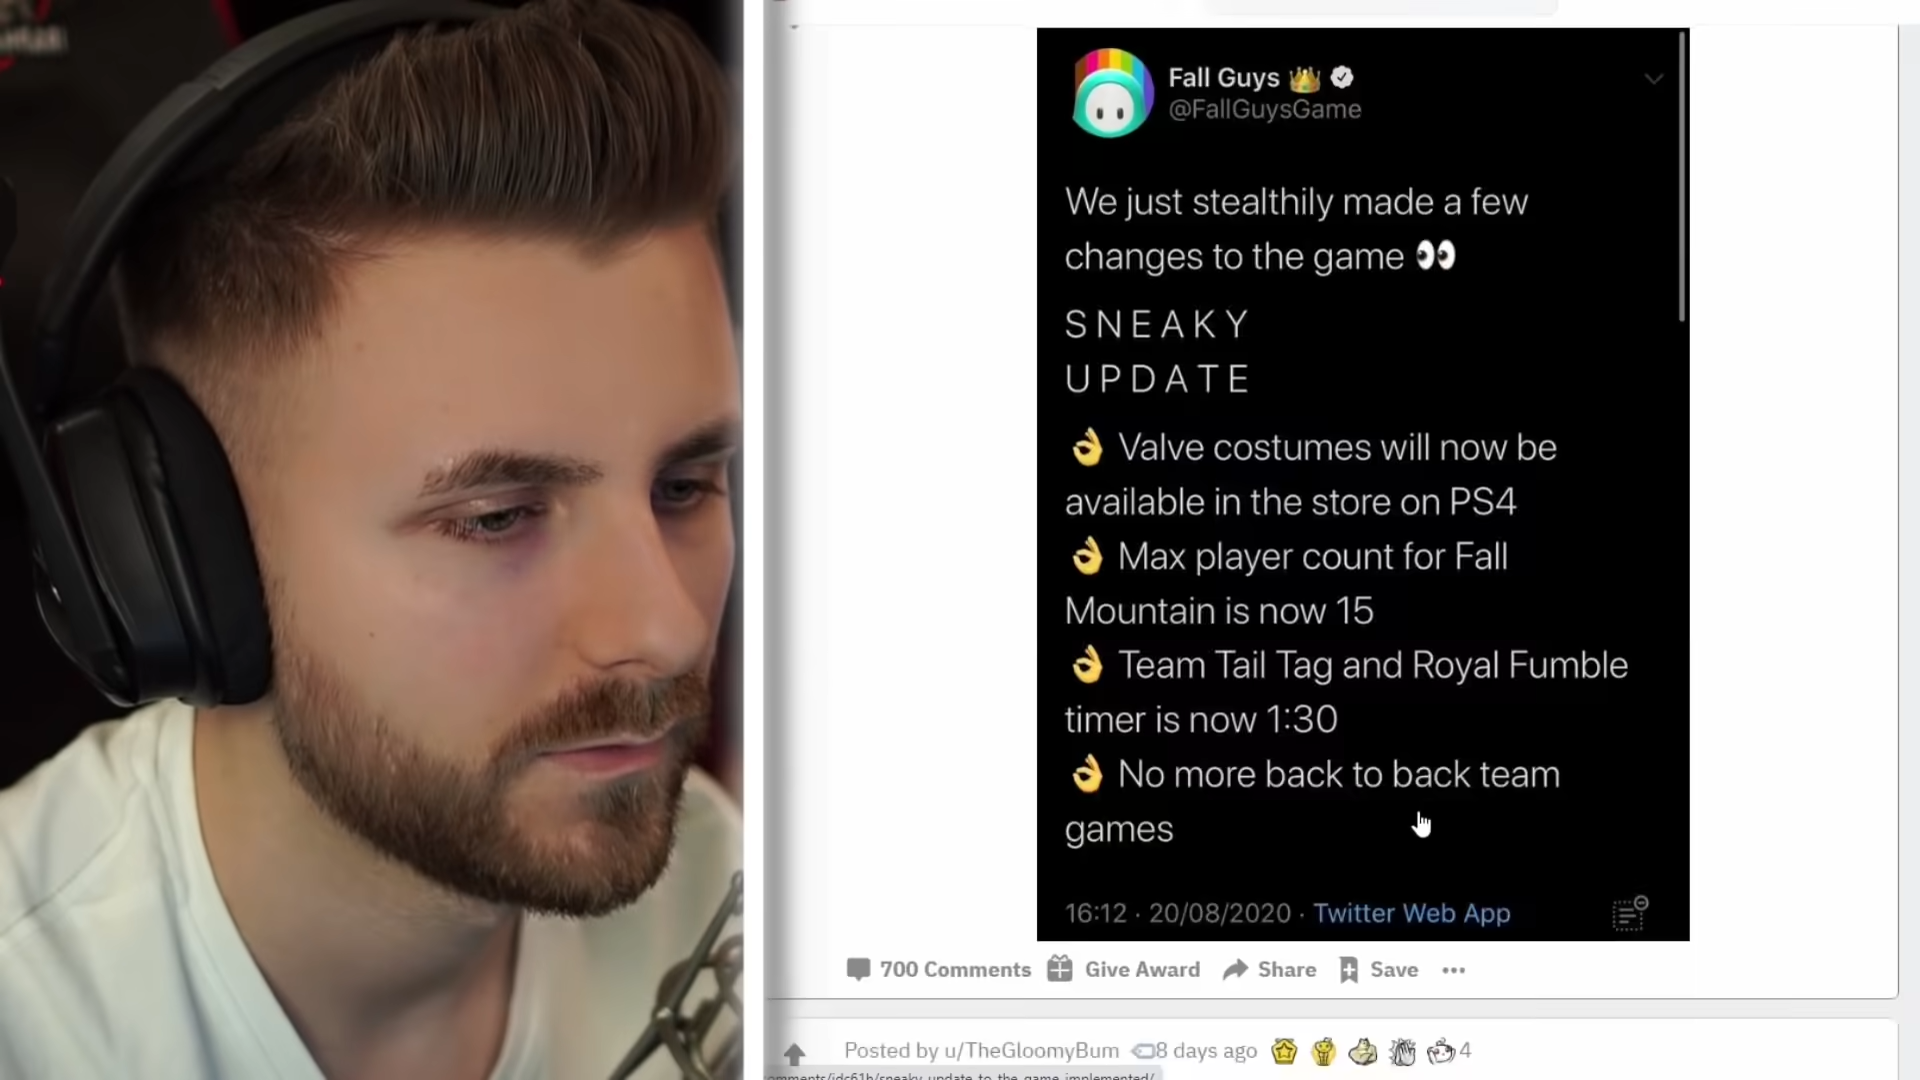 Fall Guys 👑
@FallGuysGame
We just stealthily made a few
changes to the game 👀
S N E A K Y
U P D A T E
👌 Valve costumes will now be
available in the store on PS4
👌 Max player count for Fall
Mountain is now 15
👌 Team Tail Tag and Royal Fumble
timer is now 1:30
👌 No more back to back team
games
16:12 · 20/08/2020 · Twitter Web App
700 Comments Give Award Share Save
Posted by u/TheGloomyBum 8 days ago 4